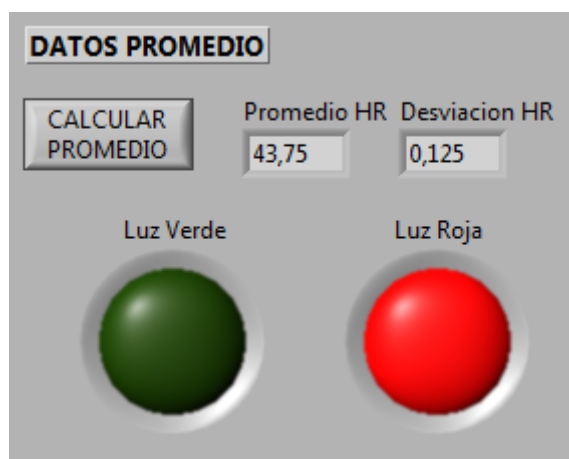 DATOS PROMEDIO
CALCULAR
PROMEDIO
Promedio HR
43,75
Desviacion HR
0,125
Luz Verde
Luz Roja